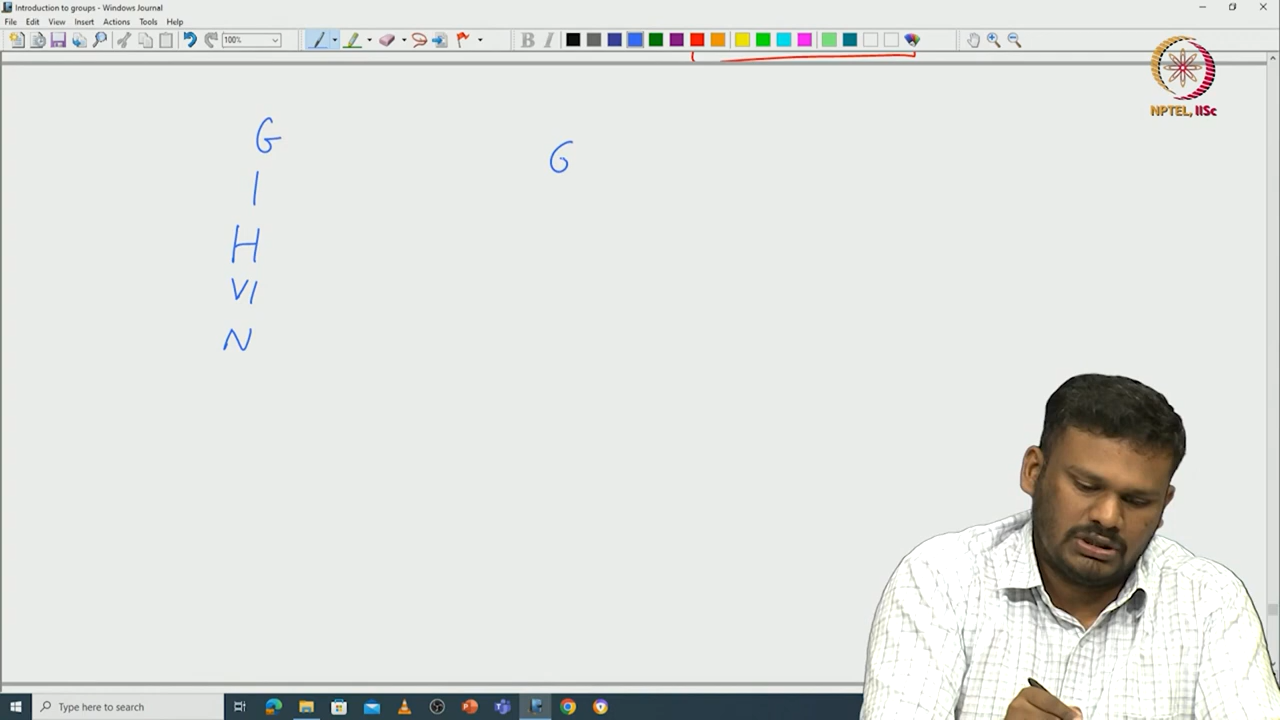 Introduction to groups - Windows Journal
File Edit View Insert Actions Tools Help
100%
B I
NPTEL, IISc
G
G
|
H
VI
N
Type here to search